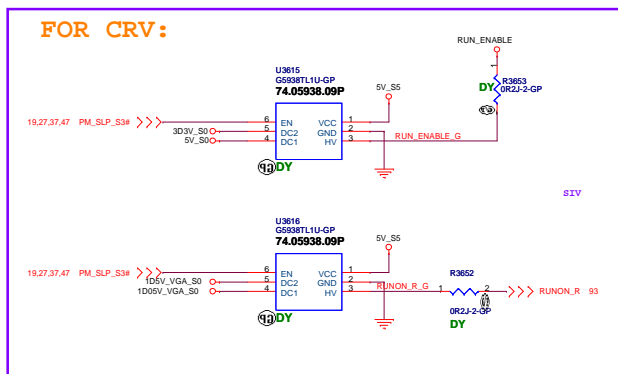 FOR CRV:
RUN_ENABLE
U3615
G5938TL1U-GP
74.05938.09P
5V_S5
1
R3653
0R2J-2-GP
DY
19,27,37,47 PM_SLP_S3#
6 EN VCC 1
3D3V_S0 5 DC2 GND 2
5V_S0 4 DC1 HV 3 RUN_ENABLE_G
DY
SIV
U3616
G5938TL1U-GP
74.05938.09P
5V_S5
19,27,37,47 PM_SLP_S3#
6 EN VCC 1
1D5V_VGA_S0 5 DC2 GND 2
1D05V_VGA_S0 4 DC1 HV 3 RUNON_R_G
R3652
1 2 RUNON_R 93
0R2J-2-GP
DY
DY